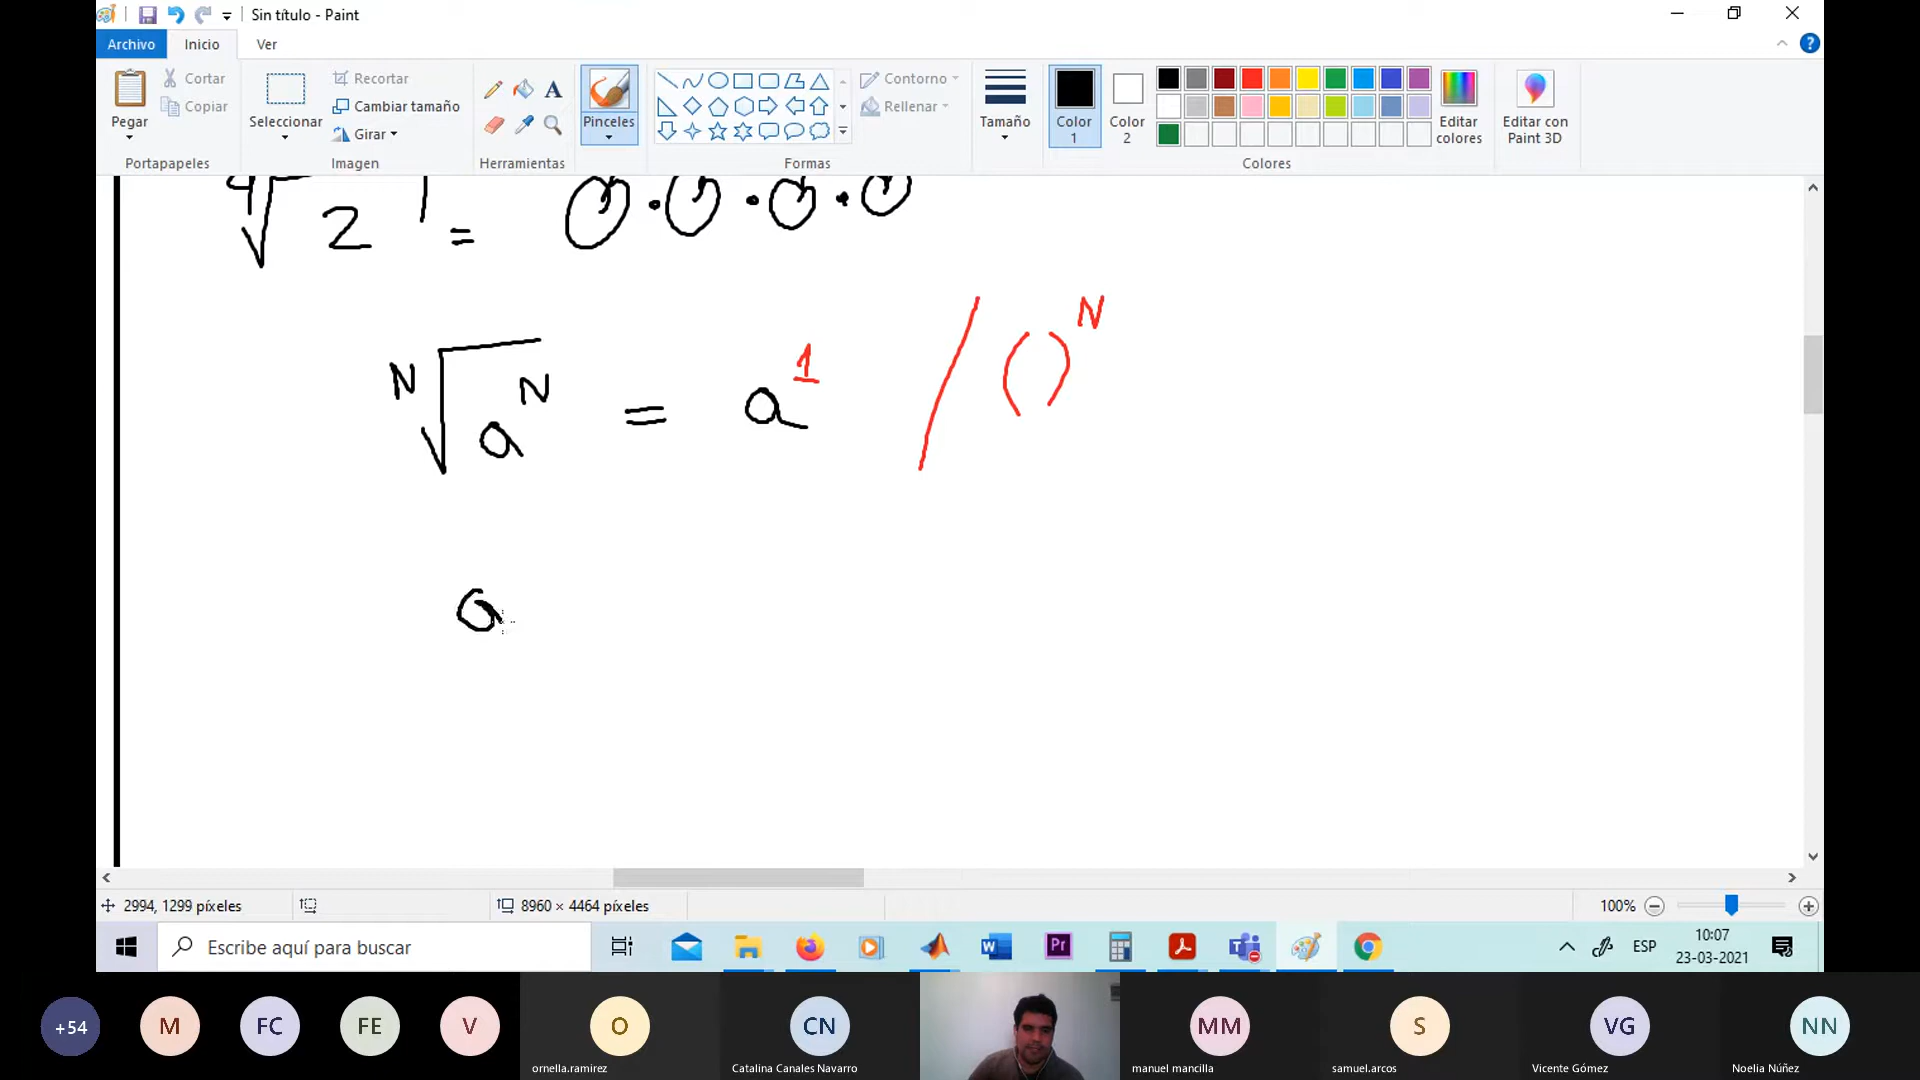 Sin título - Paint
Archivo Inicio Ver
Pegar Cortar Copiar Portapapeles
Seleccionar Recortar Cambiar tamaño Girar Imagen
A Herramientas
Pinceles
Formas
Contorno Rellenar
Tamaño
Color 1 Color 2 Editar colores Colores
Editar con Paint 3D
4√2 =
N√a^N = a^1 / ( )^N
a
2994, 1299 píxeles 8960 × 4464 píxeles 100%
Escribe aquí para buscar
W Pr ESP 10:07
23-03-2021
+54 M FC FE V O CN MM S VG NN
ornella.ramirez Catalina Canales Navarro manuel mancilla samuel.arcos Vicente Gómez Noelia Núñez